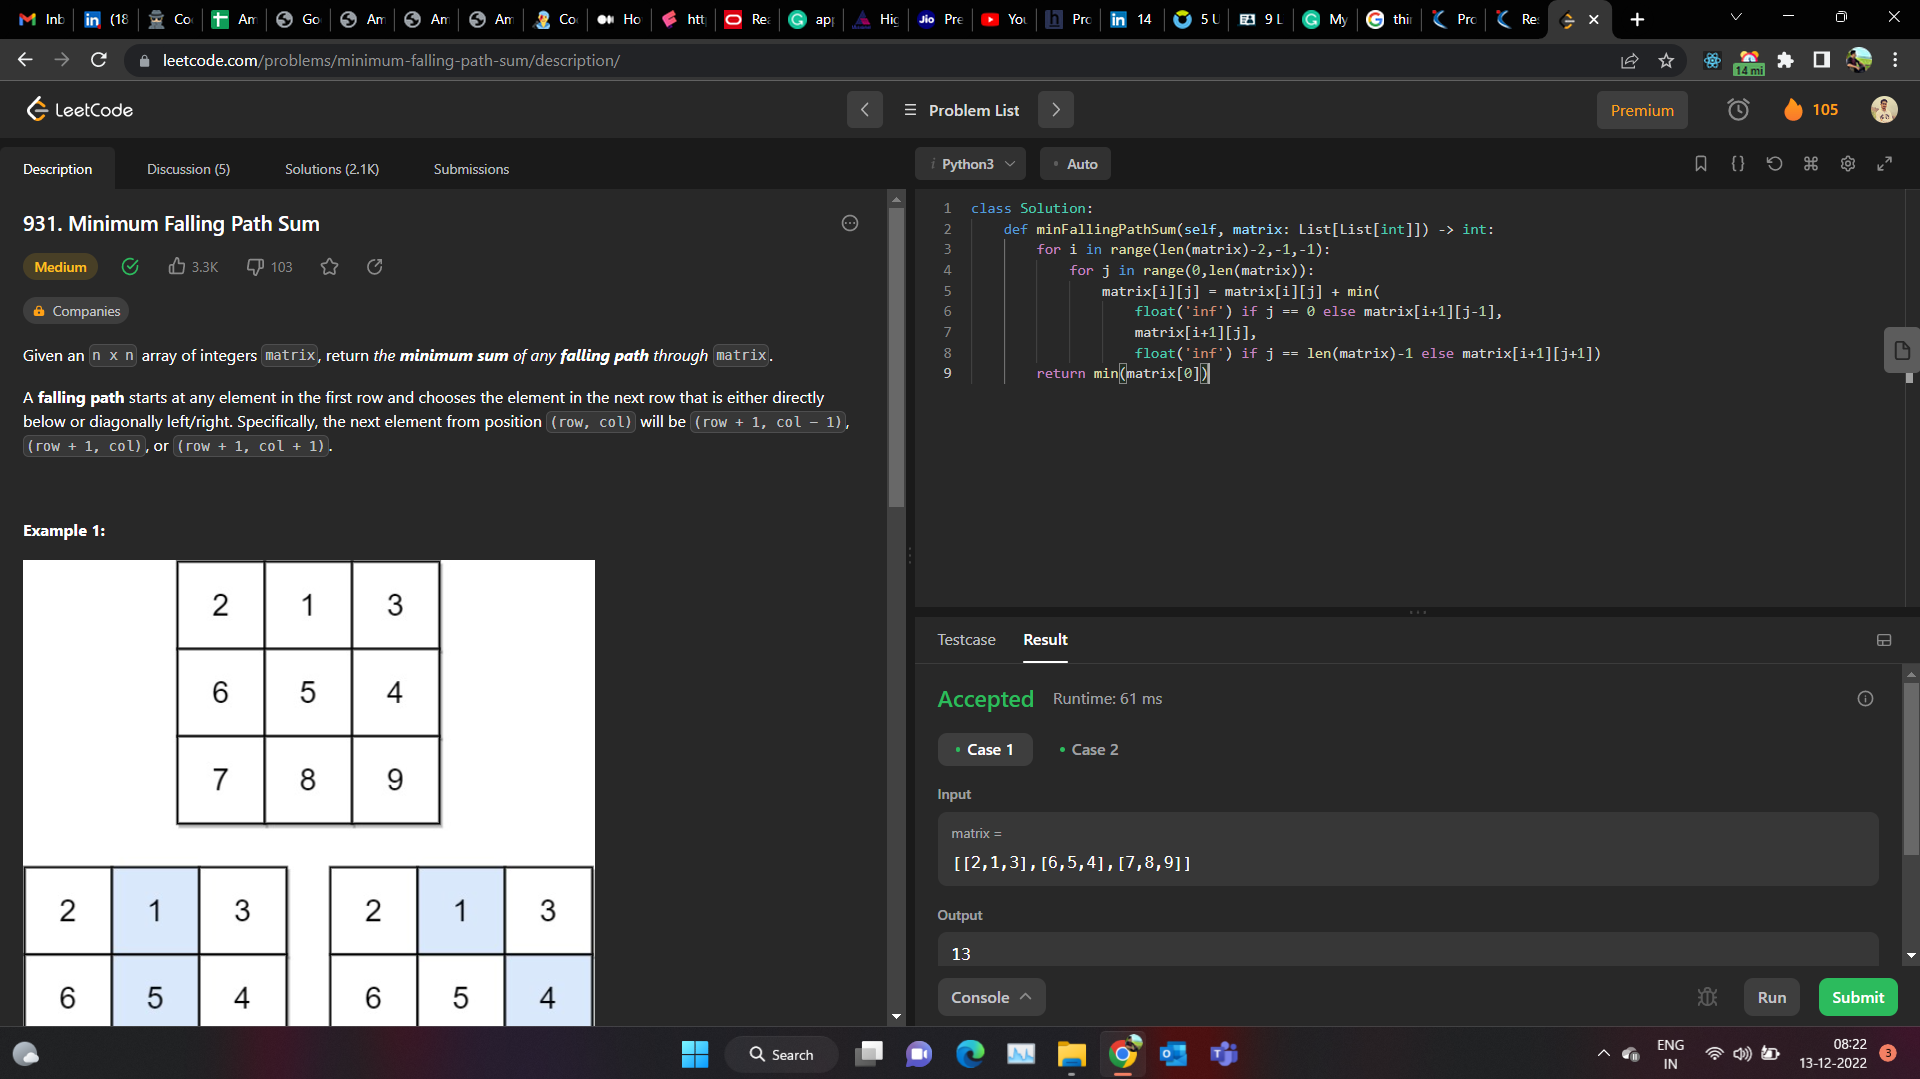 Inb
(18
Co
Am
Go
Am
Am
Am
Co
Ho
htt
Rea
app
Hig
Jio
Pre
You
h
Pro
in
14
5 U
9 L
My
thi
Pro
Re
leetcode.com/problems/minimum-falling-path-sum/description/
14 mi
LeetCode
Problem List
Premium
105
Description
Discussion (5)
Solutions (2.1K)
Submissions
i Python3
• Auto
931. Minimum Falling Path Sum
Medium
3.3K
103
Companies
Given an n x n array of integers matrix, return the minimum sum of any falling path through matrix.
A falling path starts at any element in the first row and chooses the element in the next row that is either directly
below or diagonally left/right. Specifically, the next element from position (row, col) will be (row + 1, col - 1),
(row + 1, col), or (row + 1, col + 1).
Example 1:
2 1 3
6 5 4
7 8 9
2 1 3 2 1 3
6 5 4 6 5 4
1 class Solution:
2 def minFallingPathSum(self, matrix: List[List[int]]) -> int:
3 for i in range(len(matrix)-2,-1,-1):
4 for j in range(0,len(matrix)):
5 matrix[i][j] = matrix[i][j] + min(
6 float('inf') if j == 0 else matrix[i+1][j-1],
7 matrix[i+1][j],
8 float('inf') if j == len(matrix)-1 else matrix[i+1][j+1])
9 return min(matrix[0])
Testcase
Result
Accepted
Runtime: 61 ms
• Case 1
• Case 2
Input
matrix =
[[2,1,3],[6,5,4],[7,8,9]]
Output
13
Console
Run
Submit
Search
ENG
IN
08:22
13-12-2022
3